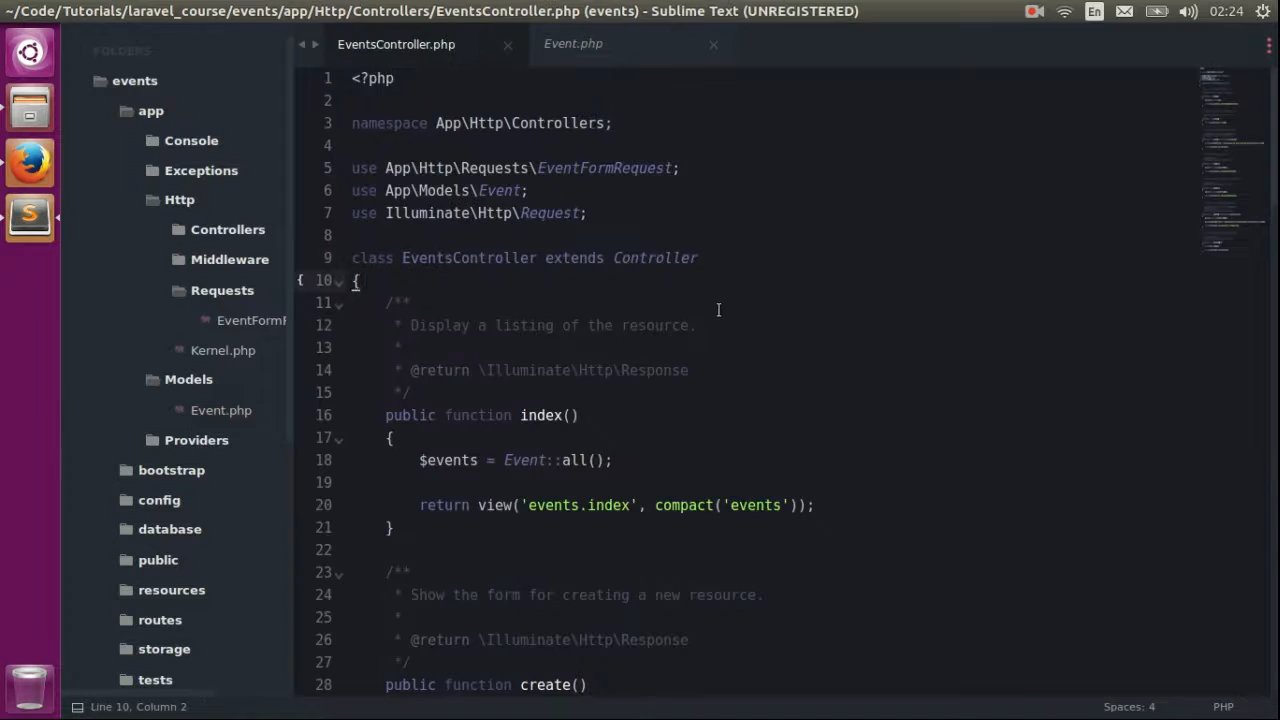 ~/Code/Tutorials/laravel_course/events/app/Http/Controllers/EventsController.php (events) - Sublime Text (UNREGISTERED)
En
02:24
FOLDERS
events
app
Console
Exceptions
Http
Controllers
Middleware
Requests
EventFormR
Kernel.php
Models
Event.php
Providers
bootstrap
config
database
public
resources
routes
storage
tests
EventsController.php
Event.php
1 <?php
2
3 namespace App\Http\Controllers;
4
5 use App\Http\Requests\EventFormRequest;
6 use App\Models\Event;
7 use Illuminate\Http\Request;
8
9 class EventsController extends Controller
{ 10 {
11 /**
12 * Display a listing of the resource.
13 *
14 * @return \Illuminate\Http\Response
15 */
16 public function index()
17 {
18 $events = Event::all();
19
20 return view('events.index', compact('events'));
21 }
22
23 /**
24 * Show the form for creating a new resource.
25 *
26 * @return \Illuminate\Http\Response
27 */
28 public function create()
Line 10, Column 2
Spaces: 4
PHP